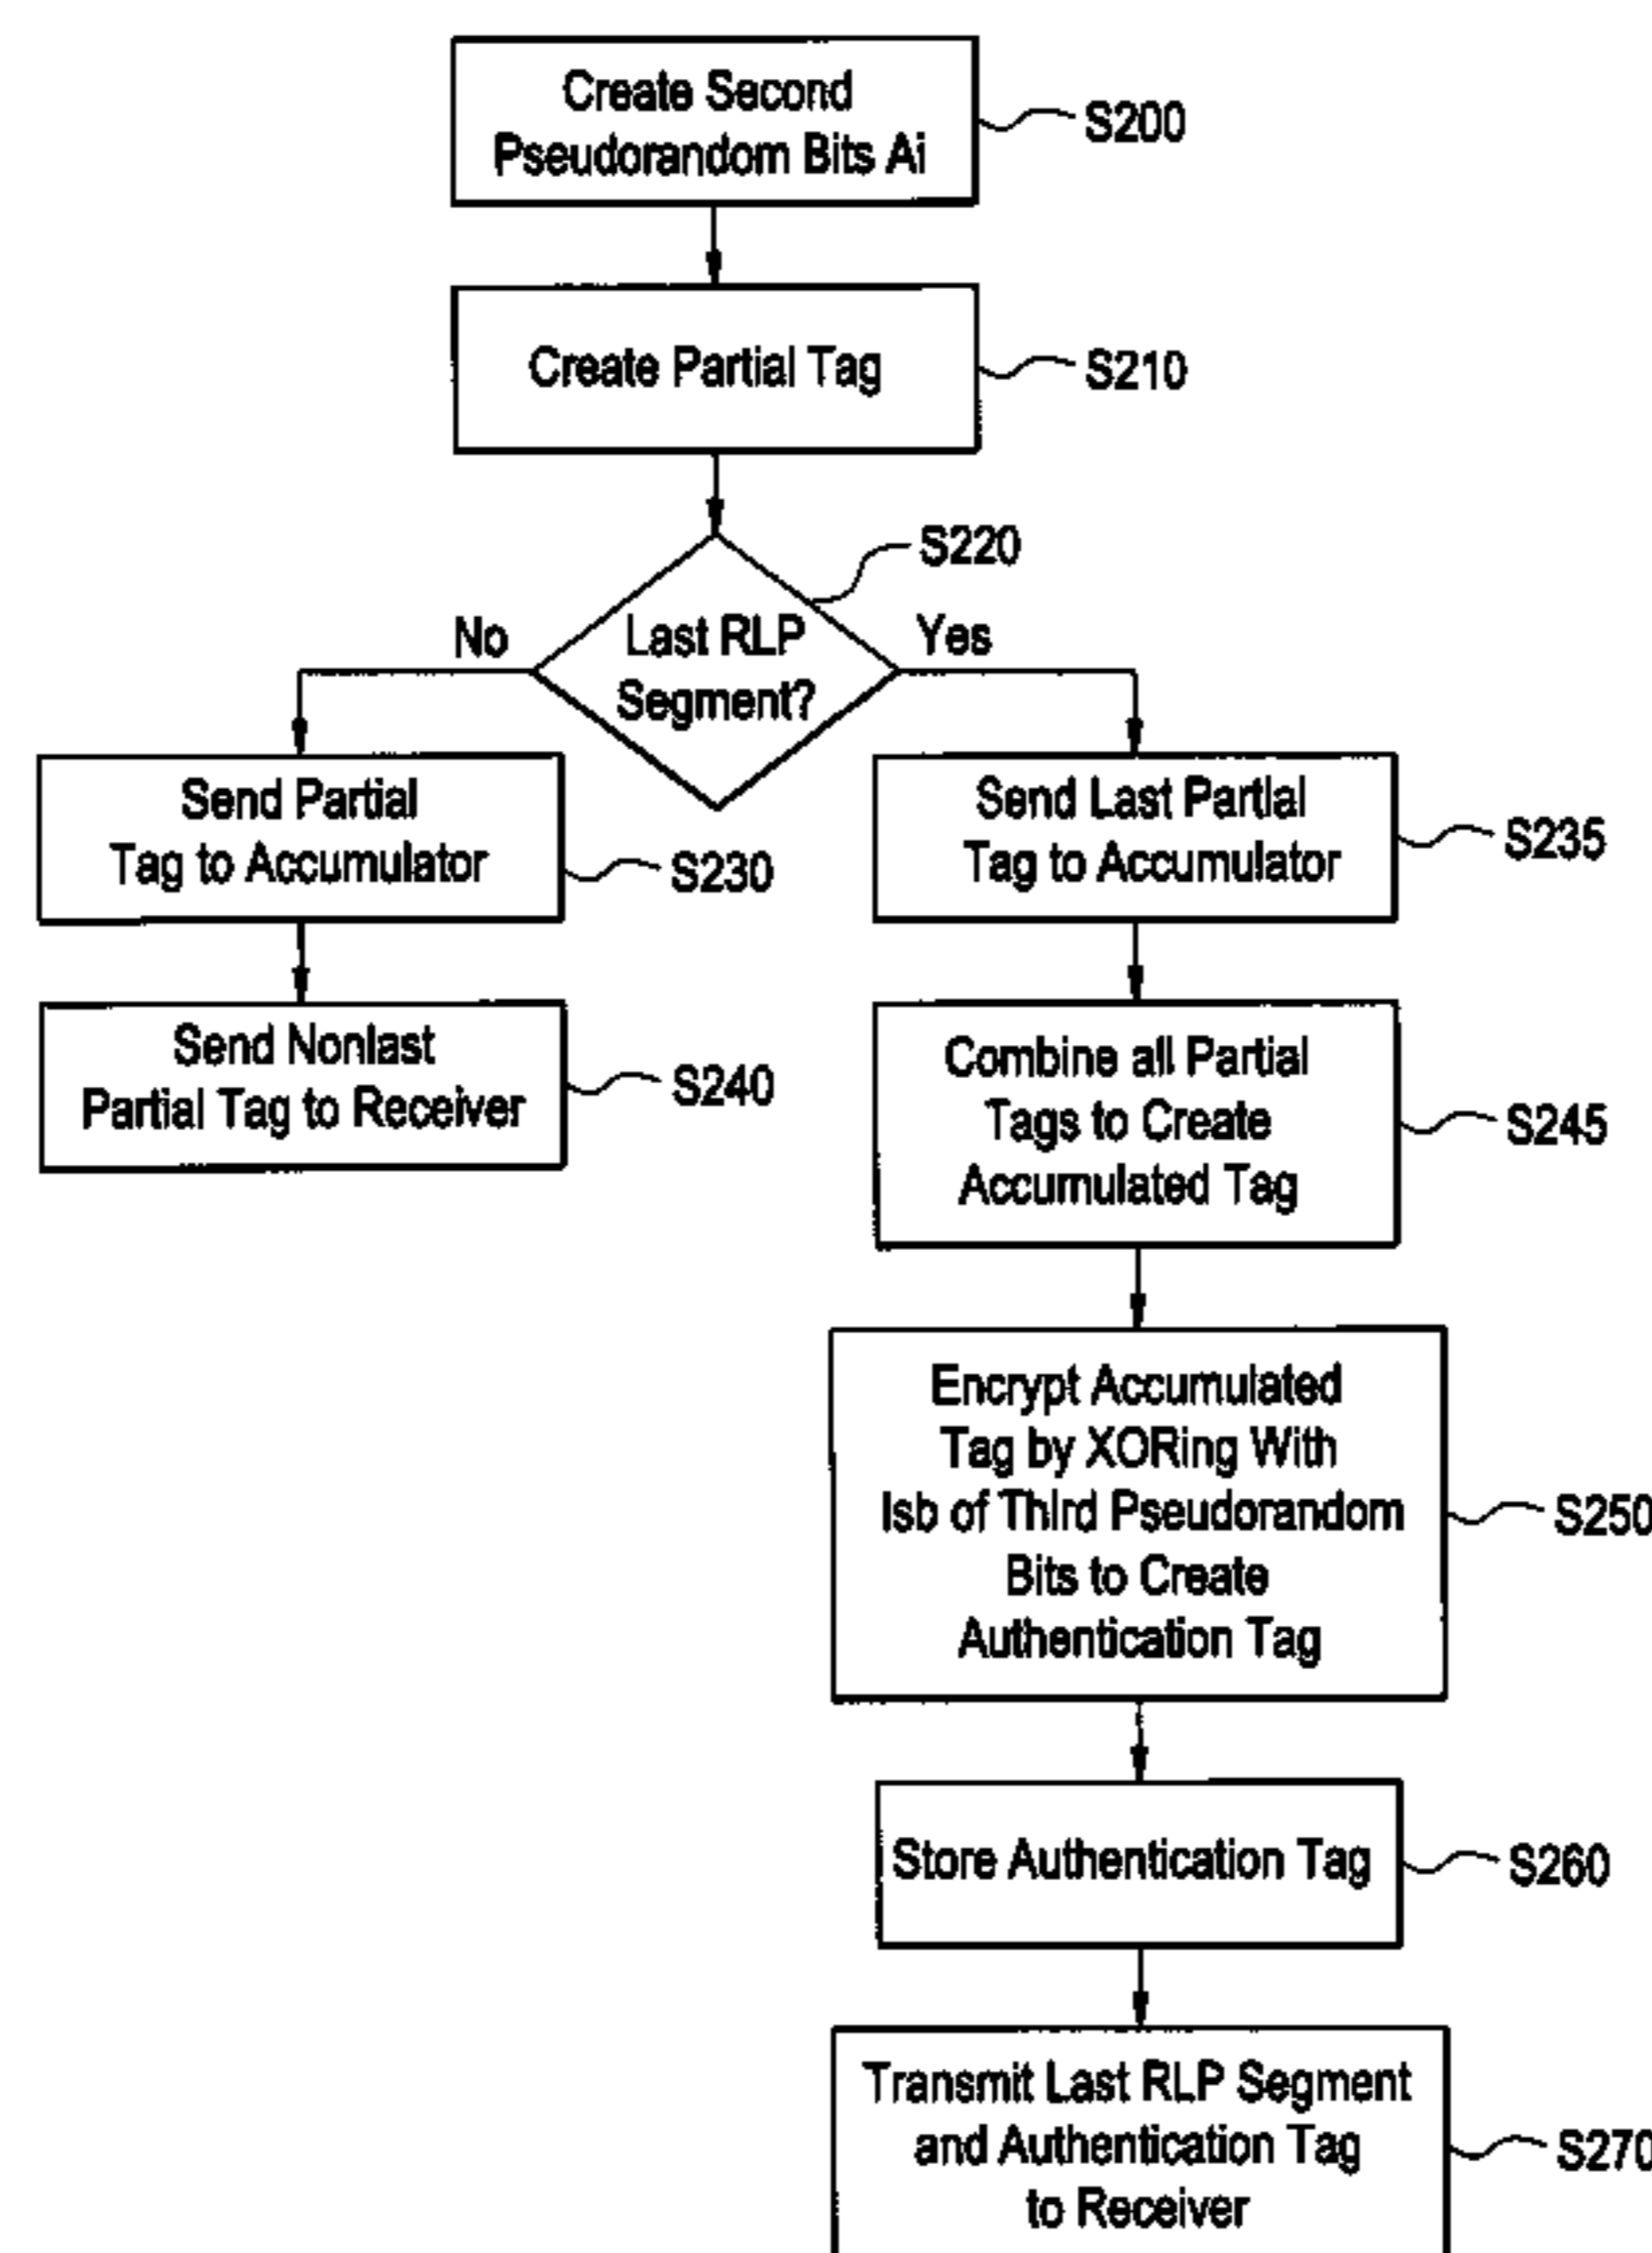 Create Second
Pseudorandom Bits Ai
S200
Create Partial Tag
S210
S220
No
Last RLP
Segment?
Yes
Send Partial
Tag to Accumulator
S230
Send Last Partial
Tag to Accumulator
S235
Send Nonlast
Partial Tag to Receiver
S240
Combine all Partial
Tags to Create
Accumulated Tag
S245
Encrypt Accumulated
Tag by XORing With
lsb of Third Pseudorandom
Bits to Create
Authentication Tag
S250
Store Authentication Tag
S260
Transmit Last RLP Segment
and Authentication Tag
to Receiver
S270